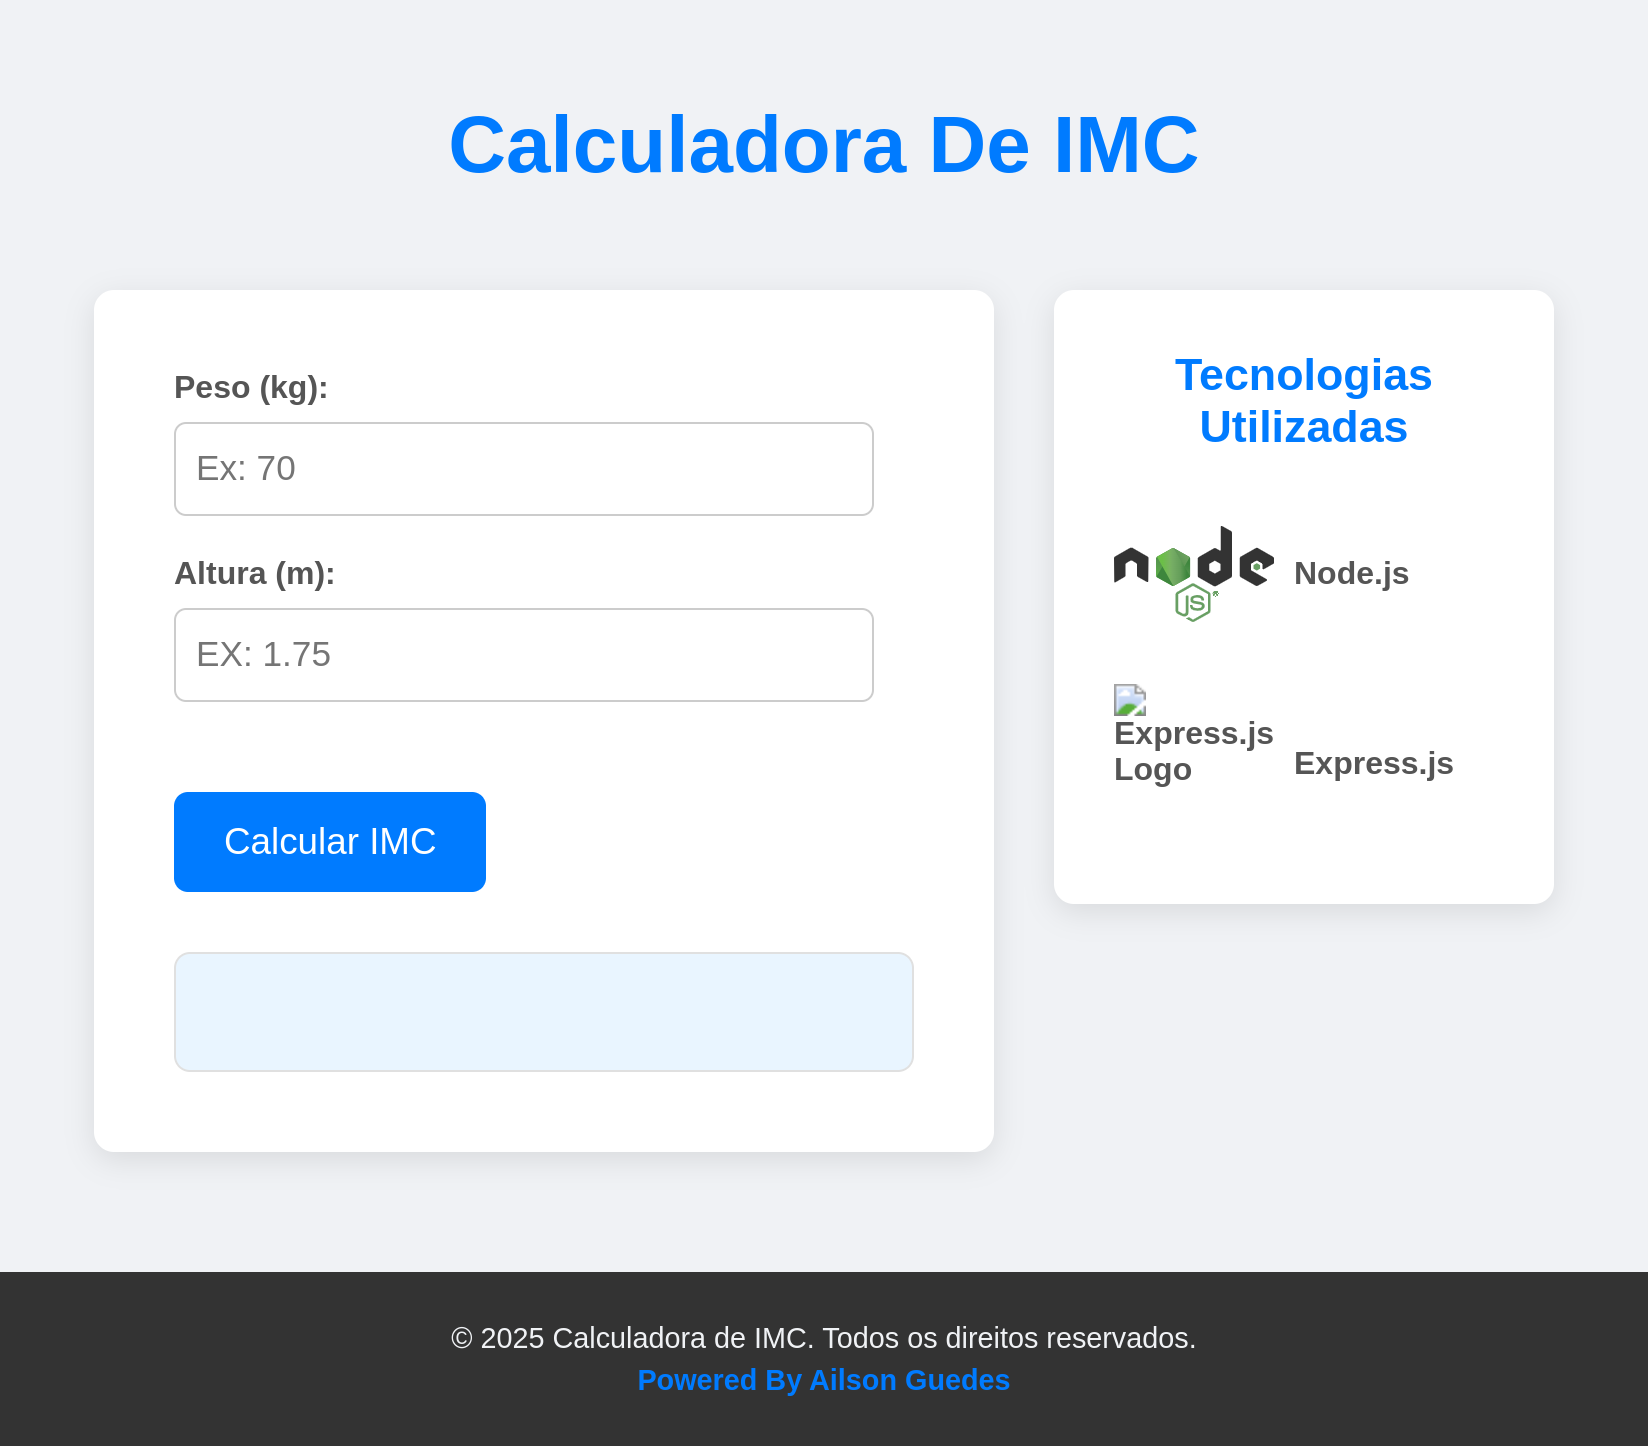 Calculadora De IMC
Peso (kg):
Ex: 70
Altura (m):
EX: 1.75
Calcular IMC
Tecnologias
Utilizadas
node
JS
Node.js
Express.js
Logo
Express.js
© 2025 Calculadora de IMC. Todos os direitos reservados.
Powered By Ailson Guedes